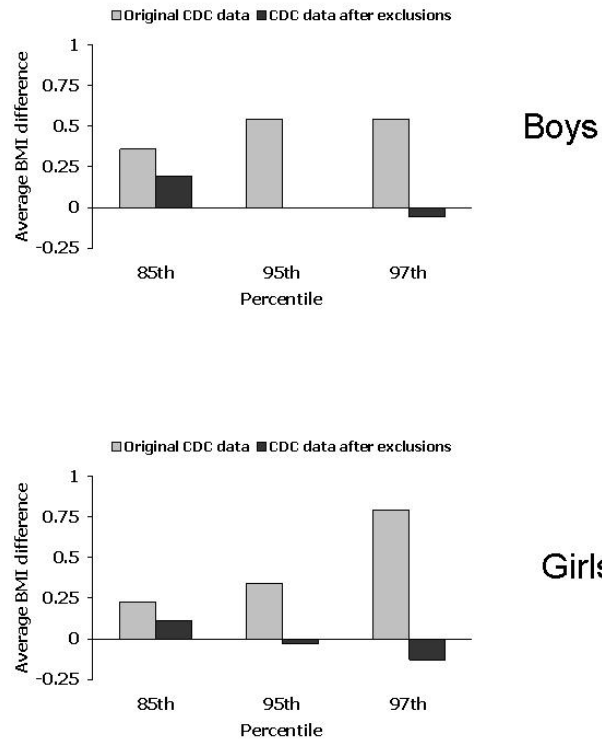 Original CDC data CDC data after exclusions
1
0.75
0.5
0.25
0
-0.25
Average BMI difference
85th 95th 97th
Percentile
Boys
Original CDC data CDC data after exclusions
1
0.75
0.5
0.25
0
-0.25
Average BMI difference
85th 95th 97th
Percentile
Girls